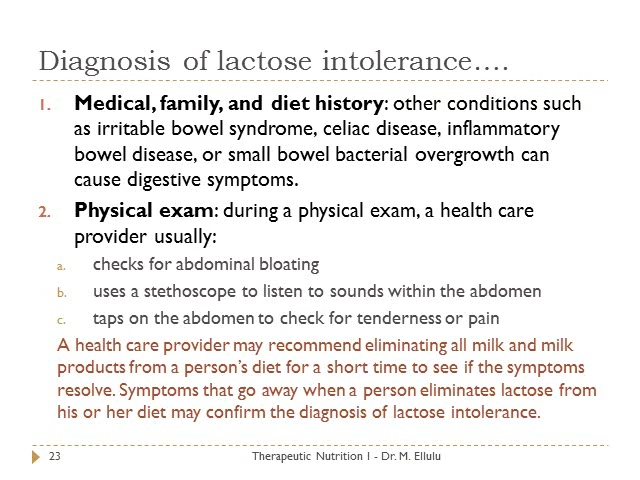 Diagnosis of lactose intolerance….
1. Medical, family, and diet history: other conditions such
as irritable bowel syndrome, celiac disease, inflammatory
bowel disease, or small bowel bacterial overgrowth can
cause digestive symptoms.
2. Physical exam: during a physical exam, a health care
provider usually:
a. checks for abdominal bloating
b. uses a stethoscope to listen to sounds within the abdomen
c. taps on the abdomen to check for tenderness or pain
A health care provider may recommend eliminating all milk and milk
products from a person's diet for a short time to see if the symptoms
resolve. Symptoms that go away when a person eliminates lactose from
his or her diet may confirm the diagnosis of lactose intolerance.
23 Therapeutic Nutrition I - Dr. M. Ellulu